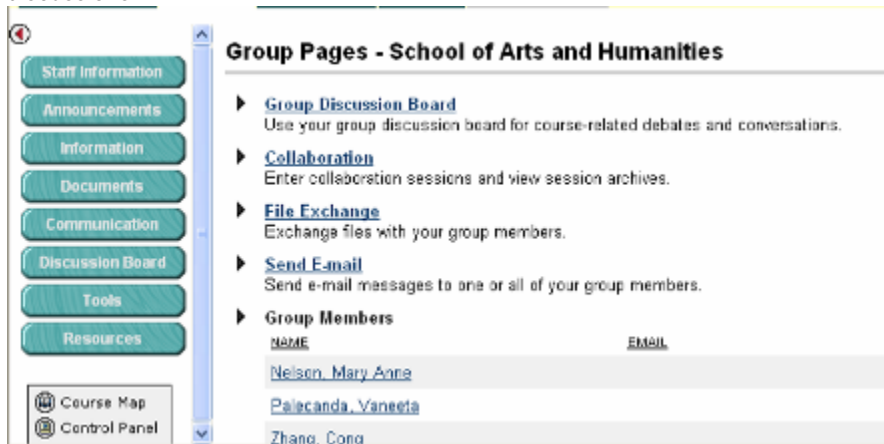 Staff Information
Announcements
Information
Documents
Communication
Discussion Board
Tools
Resources
Course Map
Control Panel
Group Pages - School of Arts and Humanities
Group Discussion Board
Use your group discussion board for course-related debates and conversations.
Collaboration
Enter collaboration sessions and view session archives.
File Exchange
Exchange files with your group members.
Send E-mail
Send e-mail messages to one or all of your group members.
Group Members
NAME EMAIL
Nelson, Mary Anne
Palecanda, Vaneeta
Zhang, Cong